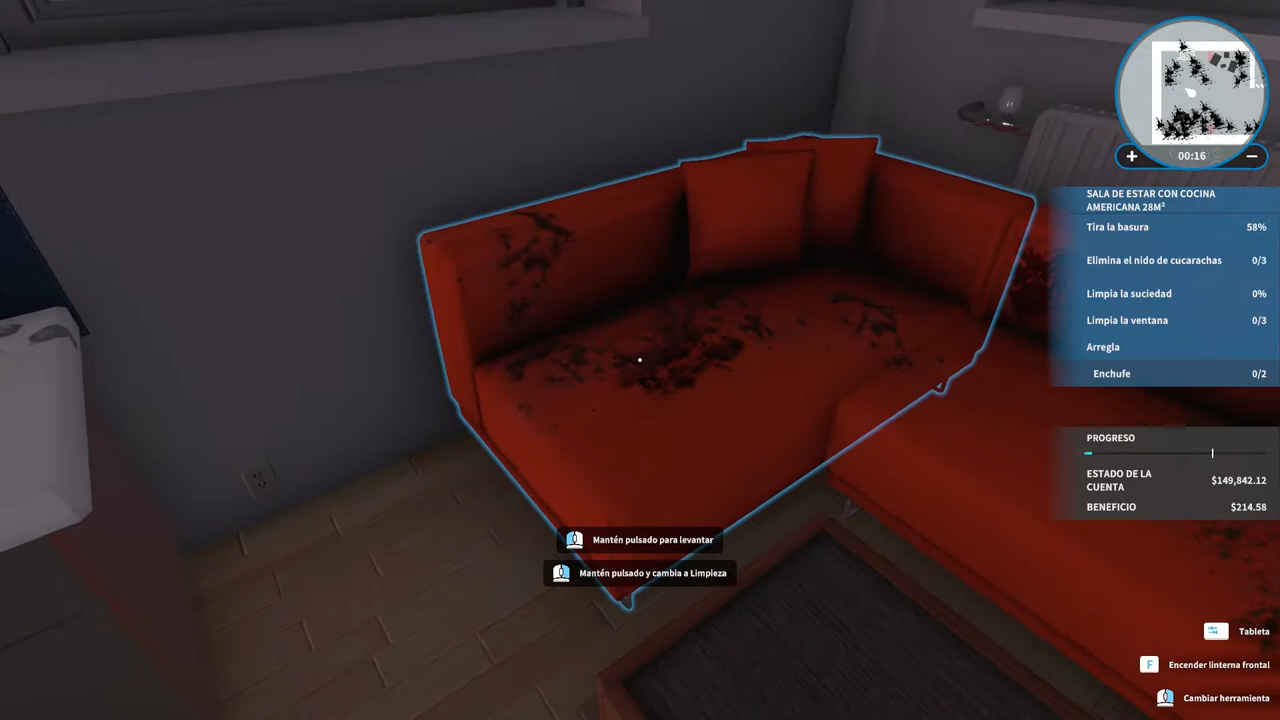 + 00:16 −
SALA DE ESTAR CON COCINA
AMERICANA 28M²
Tira la basura 58%
Elimina el nido de cucarachas 0/3
Limpia la suciedad 0%
Limpia la ventana 0/3
Arregla
Enchufe 0/2
PROGRESO
ESTADO DE LA
CUENTA $149,842.12
BENEFICIO $214.58
Mantén pulsado para levantar
Mantén pulsado y cambia a Limpieza
Tableta
F Encender linterna frontal
Cambiar herramienta